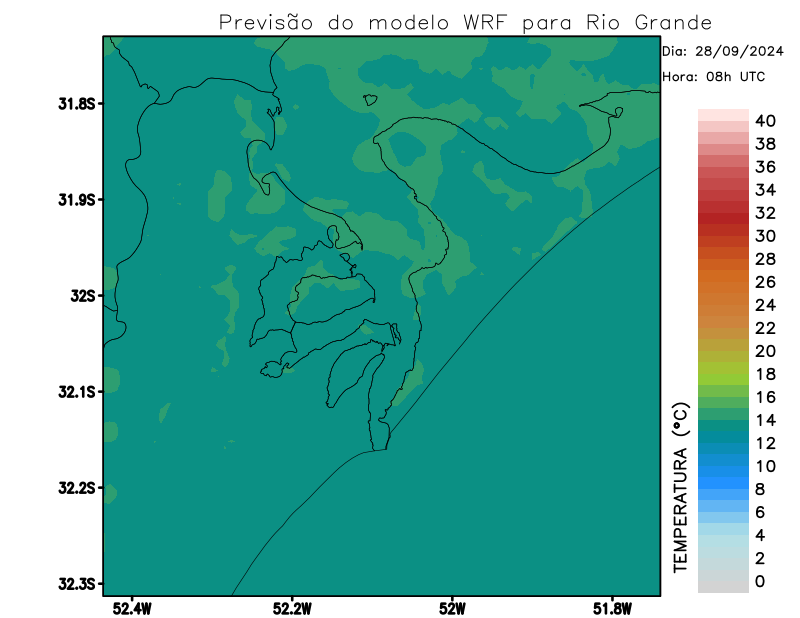 Previsão do modelo WRF para Rio Grande
Dia: 28/09/2024
Hora: 08h UTC
31.8S
31.9S
32S
32.1S
32.2S
32.3S
52.4W
52.2W
52W
51.8W
TEMPERATURA (°C)
40
38
36
34
32
30
28
26
24
22
20
18
16
14
12
10
8
6
4
2
0